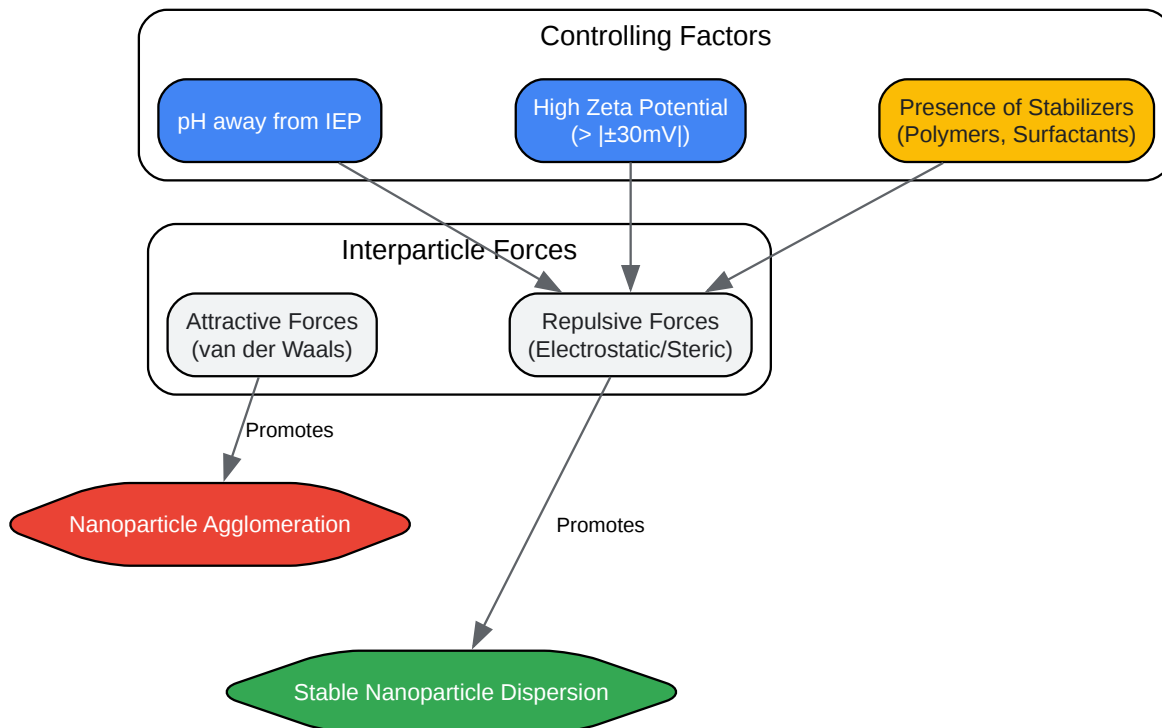 Controlling Factors
pH away from IEP
High Zeta Potential
(> |±30mV|)
Presence of Stabilizers
(Polymers, Surfactants)
Interparticle Forces
Attractive Forces
(van der Waals)
Repulsive Forces
(Electrostatic/Steric)
Promotes
Nanoparticle Agglomeration
Promotes
Stable Nanoparticle Dispersion